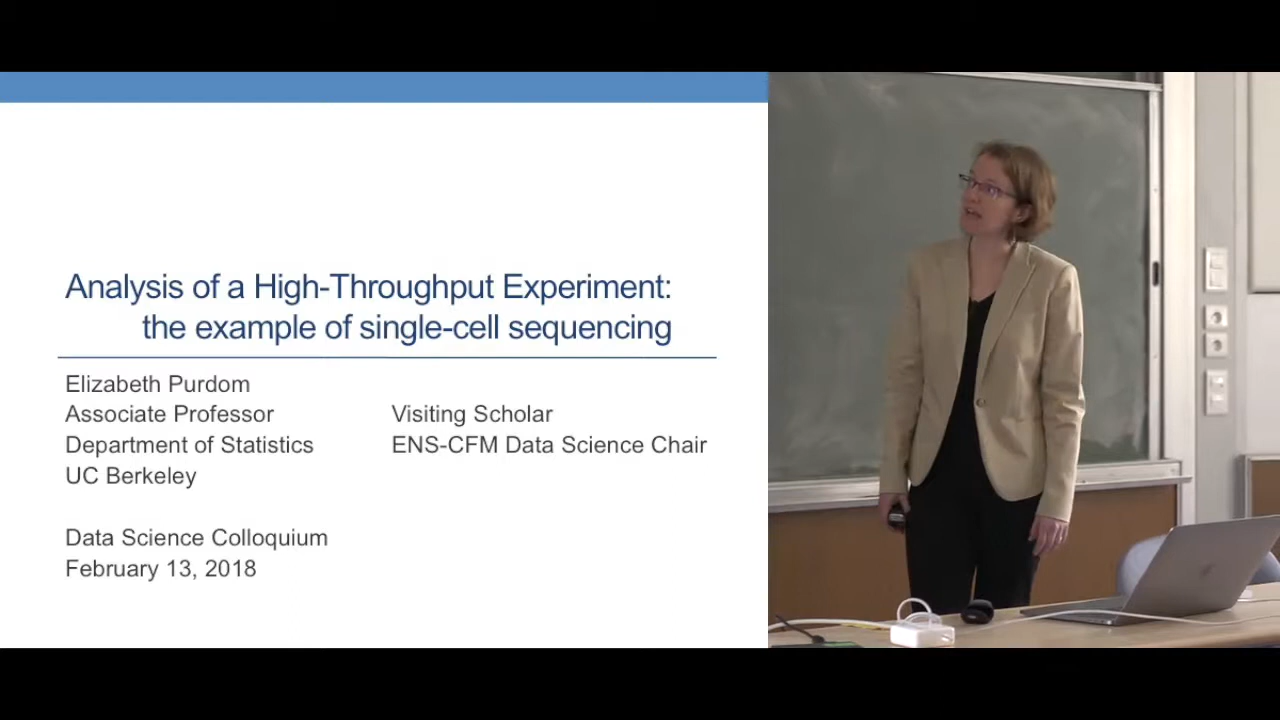 Analysis of a High-Throughput Experiment:
the example of single-cell sequencing
Elizabeth Purdom
Associate Professor Visiting Scholar
Department of Statistics ENS-CFM Data Science Chair
UC Berkeley
Data Science Colloquium
February 13, 2018